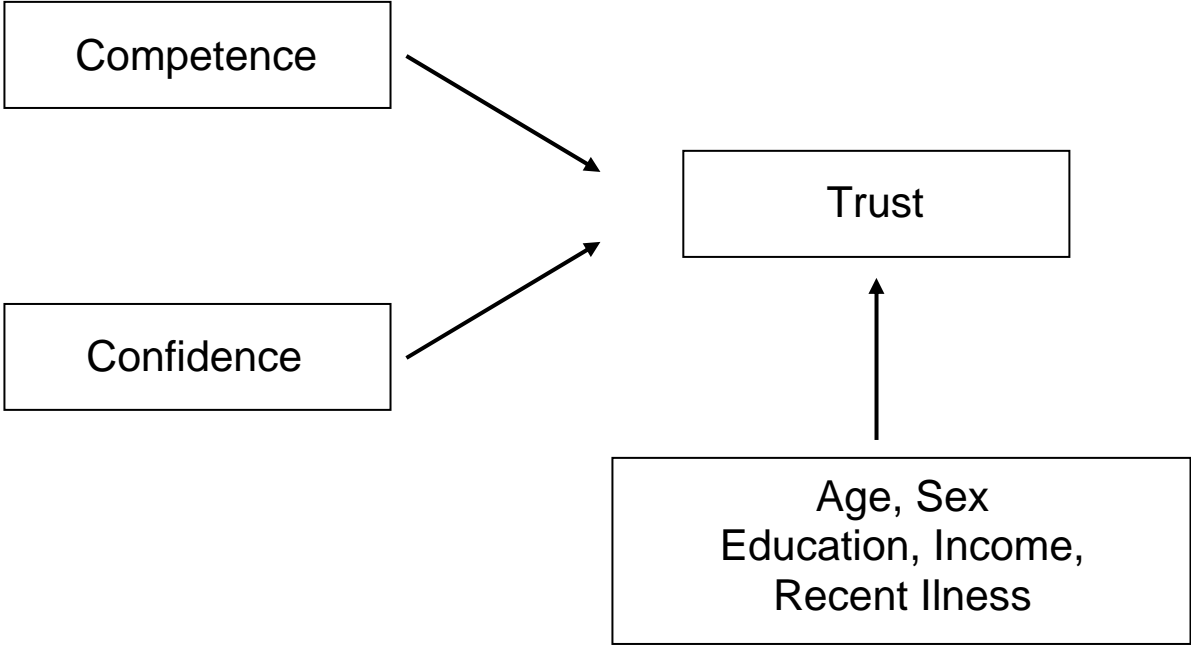 Competence
Trust
Confidence
Age, Sex
Education, Income,
Recent Ilness